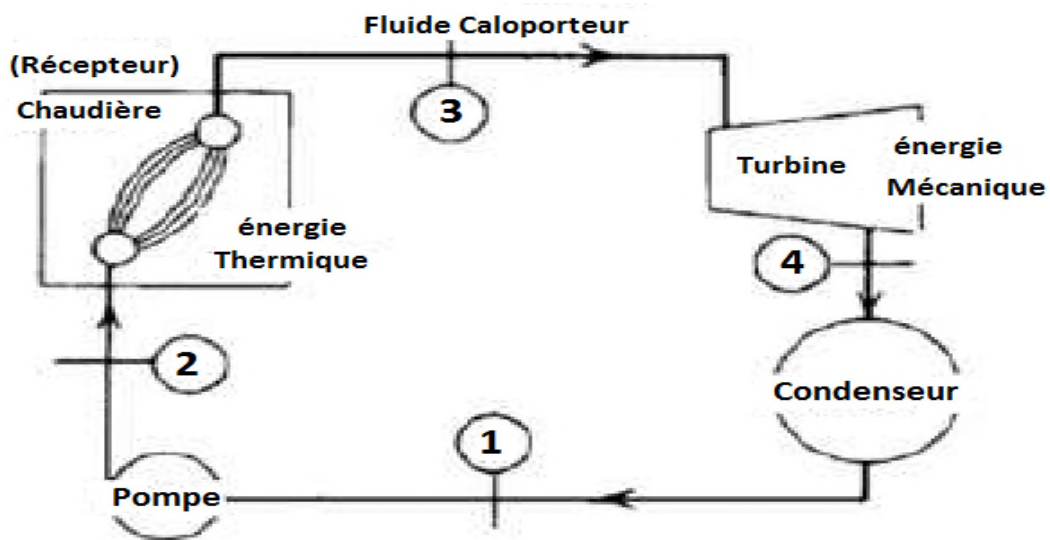 Fluide Caloporteur
(Récepteur)
Chaudière
3
Turbine
énergie
Mécanique
énergie
Thermique
4
2
Condenseur
1
Pompe